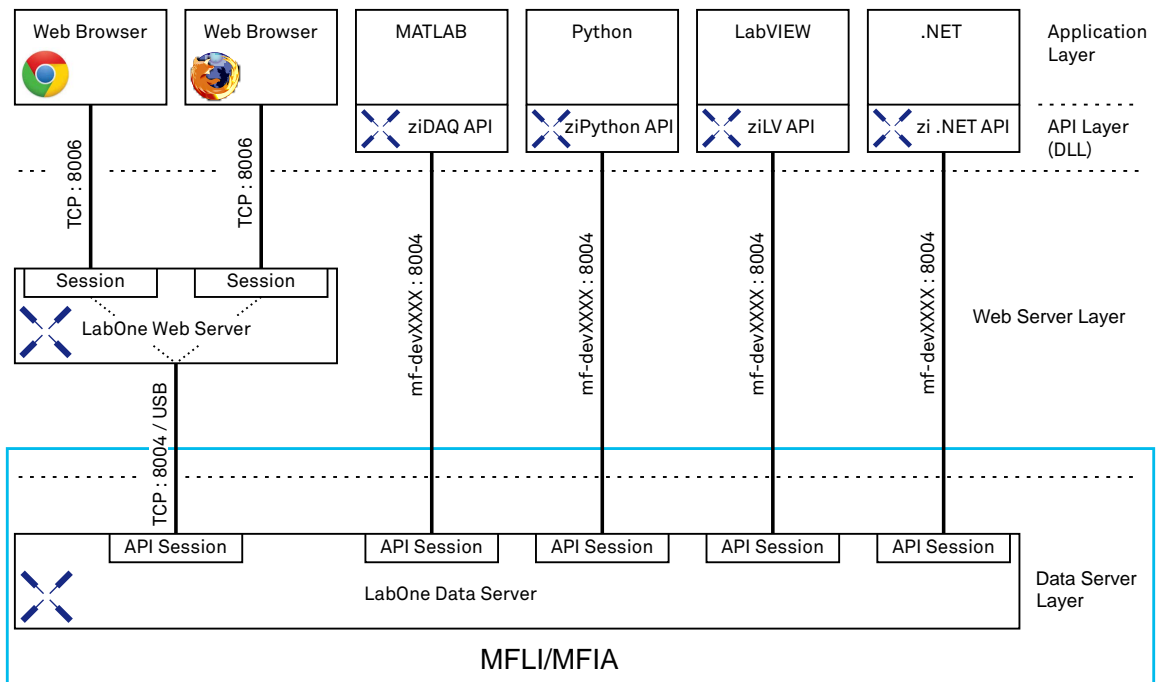 Web Browser
Web Browser
MATLAB
Python
LabVIEW
.NET
Application
Layer
ziDAQ API
ziPython API
ziLV API
zi .NET API
API Layer
(DLL)
TCP : 8006
TCP : 8006
mf-devXXXX : 8004
mf-devXXXX : 8004
mf-devXXXX : 8004
mf-devXXXX : 8004
Session
Session
LabOne Web Server
Web Server Layer
TCP : 8004 / USB
API Session
API Session
API Session
API Session
API Session
LabOne Data Server
Data Server
Layer
MFLI/MFIA